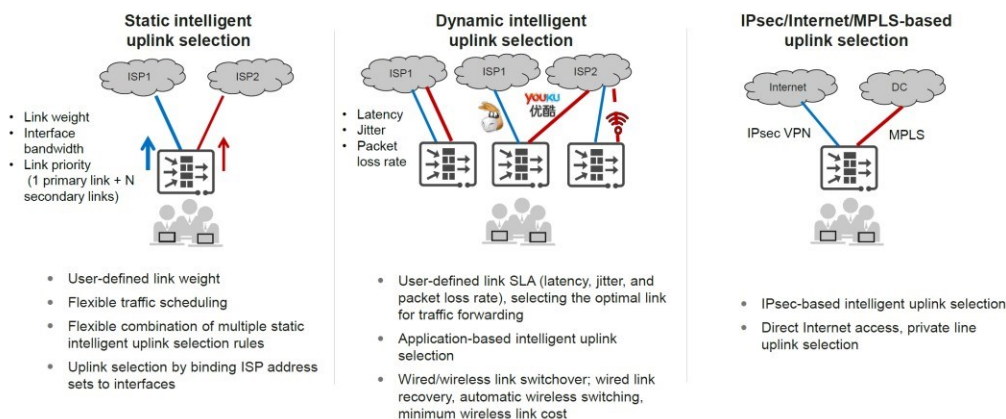 Static intelligent
uplink selection
ISP1
ISP2
• Link weight
• Interface
bandwidth
• Link priority
(1 primary link + N
secondary links)
• User-defined link weight
• Flexible traffic scheduling
• Flexible combination of multiple static
intelligent uplink selection rules
• Uplink selection by binding ISP address
sets to interfaces
Dynamic intelligent
uplink selection
ISP1
ISP1
ISP2
• Latency
• Jitter
• Packet
loss rate
YOUKU
优酷
• User-defined link SLA (latency, jitter, and
packet loss rate), selecting the optimal link
for traffic forwarding
• Application-based intelligent uplink
selection
• Wired/wireless link switchover; wired link
recovery, automatic wireless switching,
minimum wireless link cost
IPsec/Internet/MPLS-based
uplink selection
Internet
DC
IPsec VPN
MPLS
• IPsec-based intelligent uplink selection
• Direct Internet access, private line
uplink selection